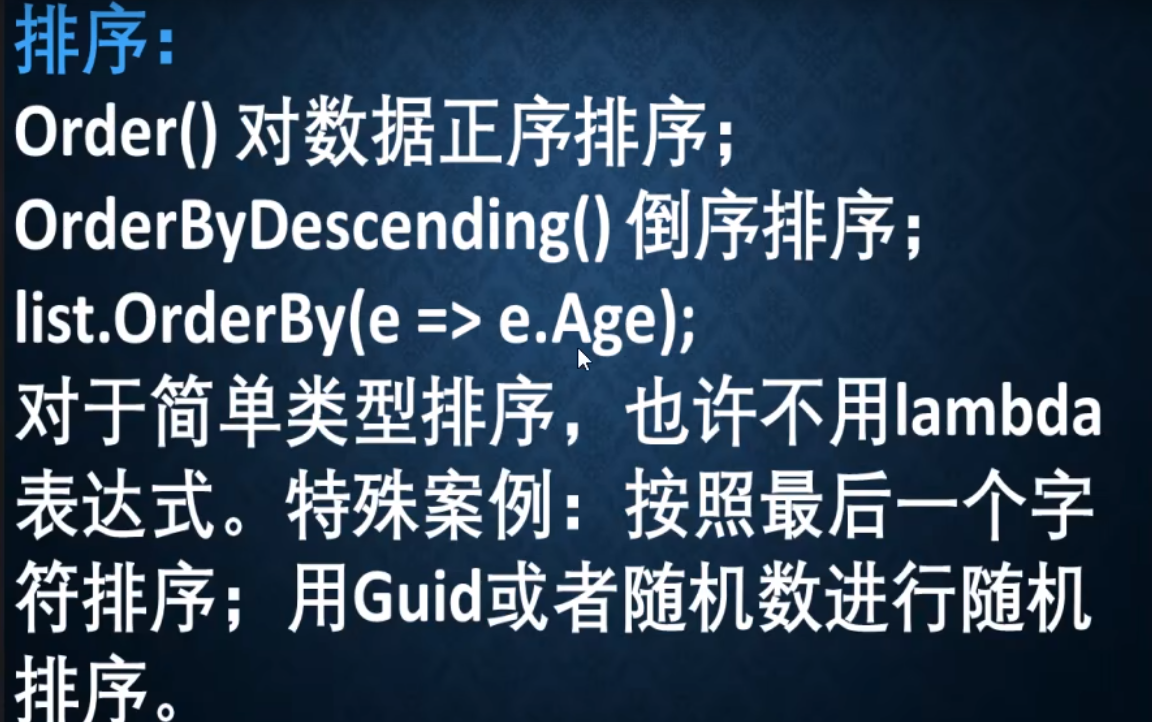 排序:
Order() 对数据正序排序；
OrderByDescending() 倒序排序；
list.OrderBy(e => e.Age);
对于简单类型排序，也许不用lambda
表达式。特殊案例：按照最后一个字
符排序；用Guid或者随机数进行随机
排序。